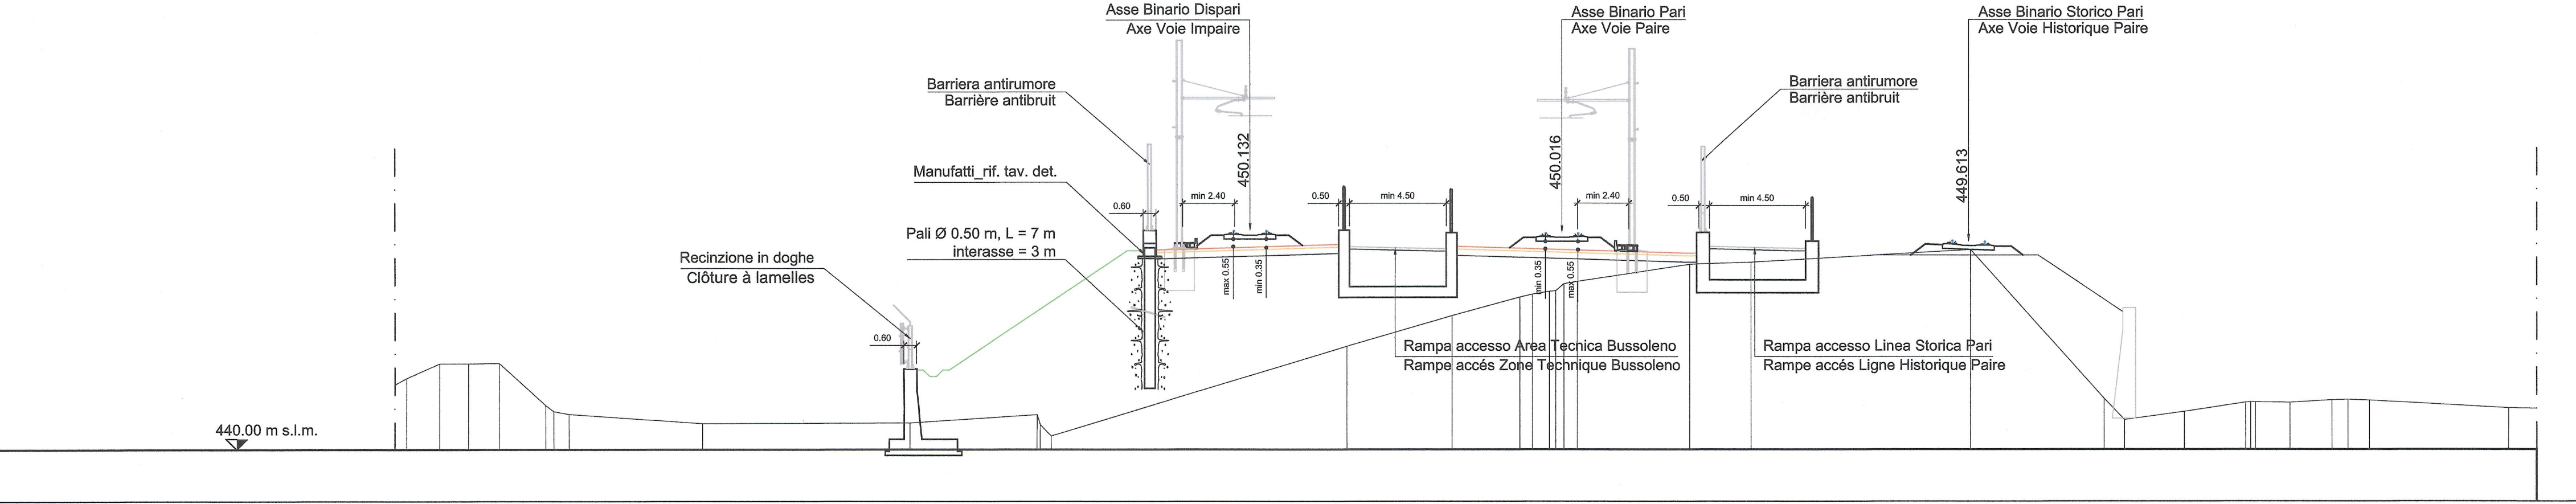 Asse Binario Dispari
Axe Voie Impaire
Asse Binario Pari
Axe Voie Paire
Asse Binario Storico Pari
Axe Voie Historique Paire
Barriera antirumore
Barrière antibruit
Barriera antirumore
Barrière antibruit
450.132
450.016
449.613
Manufatti_rif. tav. det.
0.60
min 2.40
0.50
min 4.50
min 2.40
0.50
min 4.50
Pali Ø 0.50 m, L = 7 m
interasse = 3 m
Recinzione in doghe
Clôture à lamelles
max 0.55
min 0.35
min 0.35
max 0.55
0.60
Rampa accesso Area Tecnica Bussoleno
Rampe accés Zone Technique Bussoleno
Rampa accesso Linea Storica Pari
Rampe accés Ligne Historique Paire
440.00 m s.l.m.